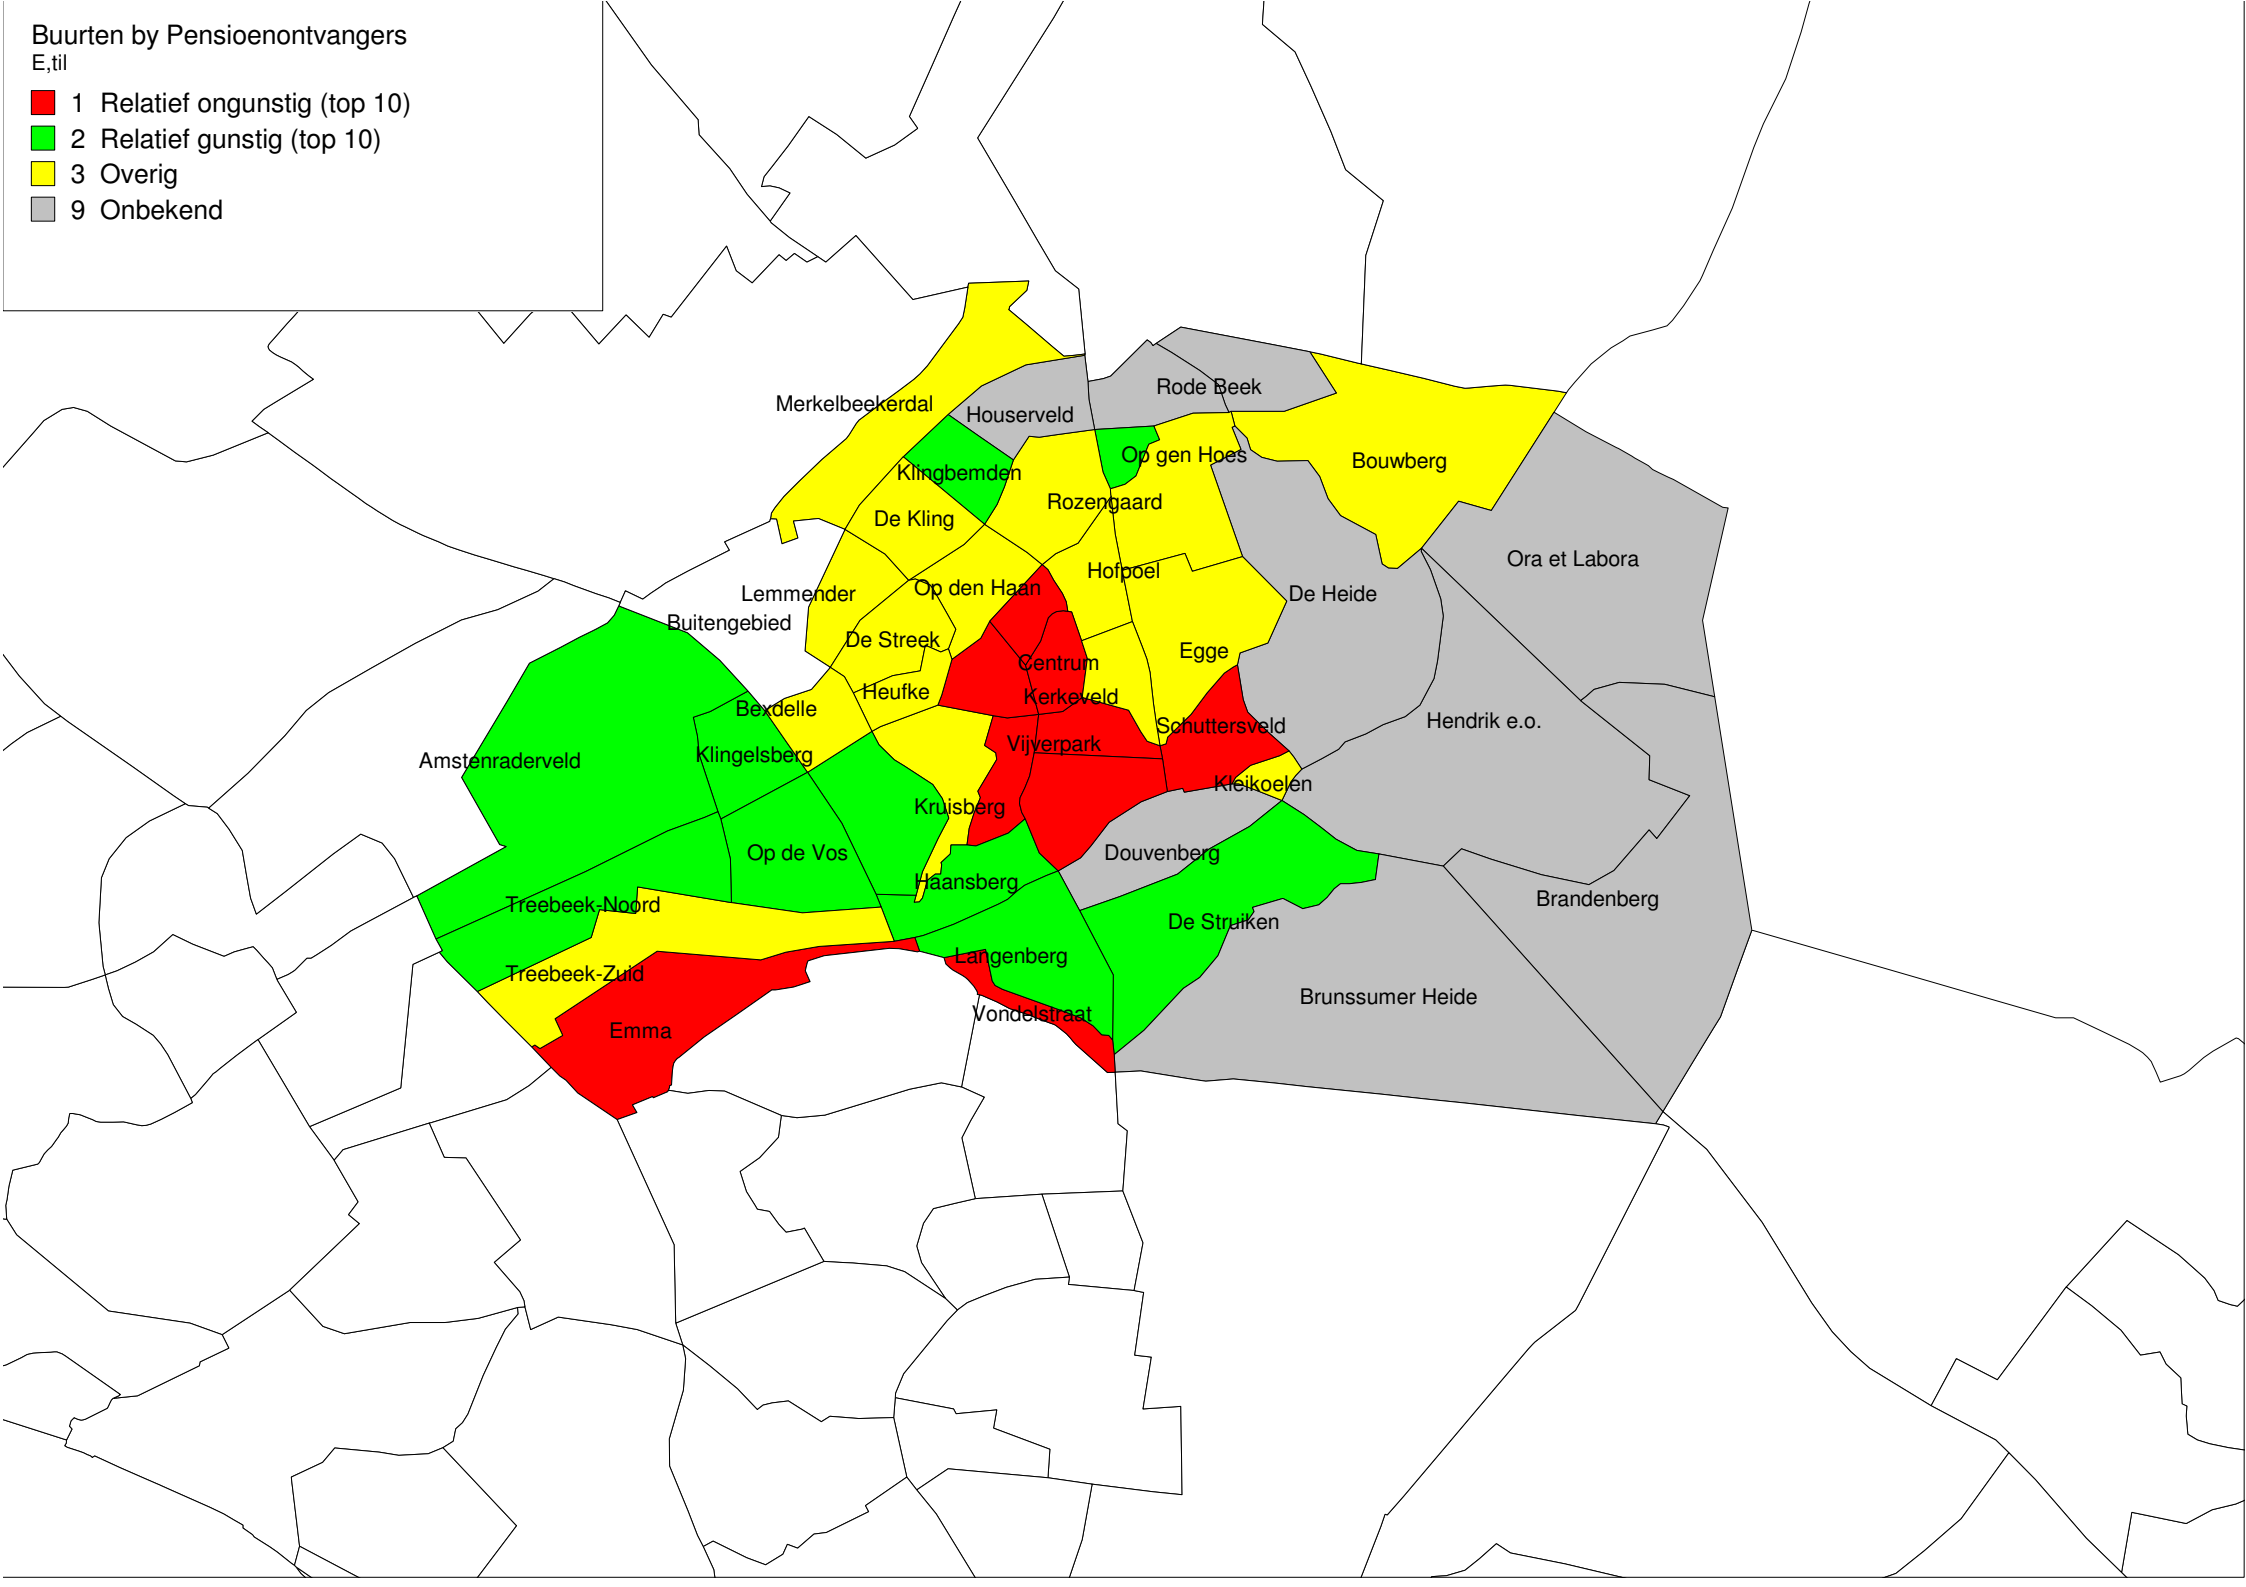 Buurten by Pensioenontvangers
E,til
1 Relatief ongunstig (top 10)
2 Relatief gunstig (top 10)
3 Overig
9 Onbekend
Rode Beek
Merkelbeekerdal
Houserveld
Op gen Hoes
Bouwberg
Klingbemden
Rozengaard
De Kling
Ora et Labora
Hofpoel
Op den Haan
Lemmender
De Heide
Buitengebied
De Streek
Egge
Centrum
Heufke
Kerkeveld
Bexdelle
Hendrik e.o.
Schuttersveld
Vijverpark
Klingelsberg
Amstenraderveld
Kleikoelen
Kruisberg
Op de Vos
Douvenberg
Haansberg
Brandenberg
Treebeek-Noord
De Struiken
Langenberg
Treebeek-Zuid
Brunssumer Heide
Vondelstraat
Emma